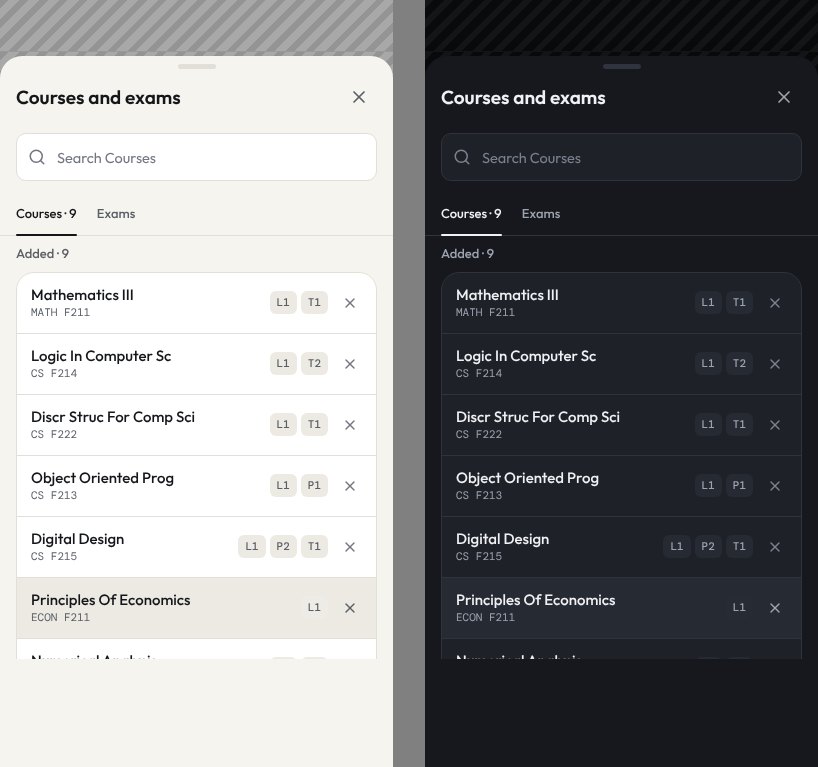 Courses and exams
Search Courses
Courses · 9 Exams
Added · 9
Mathematics III L1 T1
MATH F211
Logic In Computer Sc L1 T2
CS F214
Discr Struc For Comp Sci L1 T1
CS F222
Object Oriented Prog L1 P1
CS F213
Digital Design L1 P2 T1
CS F215
Principles Of Economics L1
ECON F211
Courses and exams
Search Courses
Courses · 9 Exams
Added · 9
Mathematics III L1 T1
MATH F211
Logic In Computer Sc L1 T2
CS F214
Discr Struc For Comp Sci L1 T1
CS F222
Object Oriented Prog L1 P1
CS F213
Digital Design L1 P2 T1
CS F215
Principles Of Economics L1
ECON F211